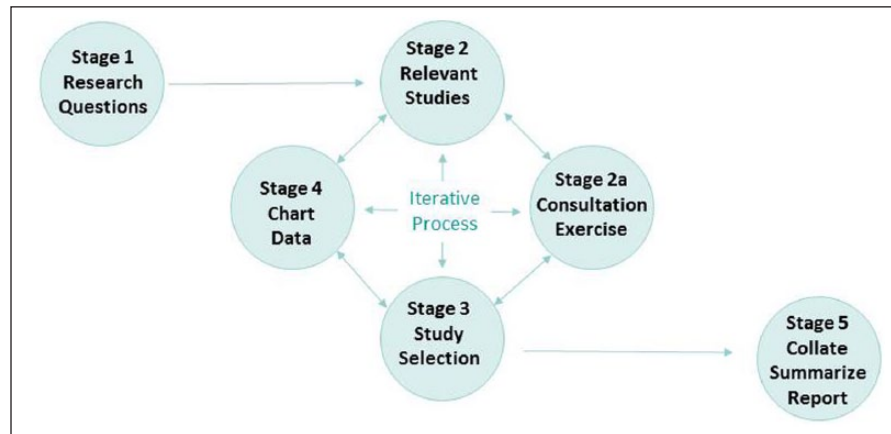 Stage 1
Research
Questions
Stage 2
Relevant
Studies
Stage 4
Chart
Data
Iterative
Process
Stage 2a
Consultation
Exercise
Stage 3
Study
Selection
Stage 5
Collate
Summarize
Report